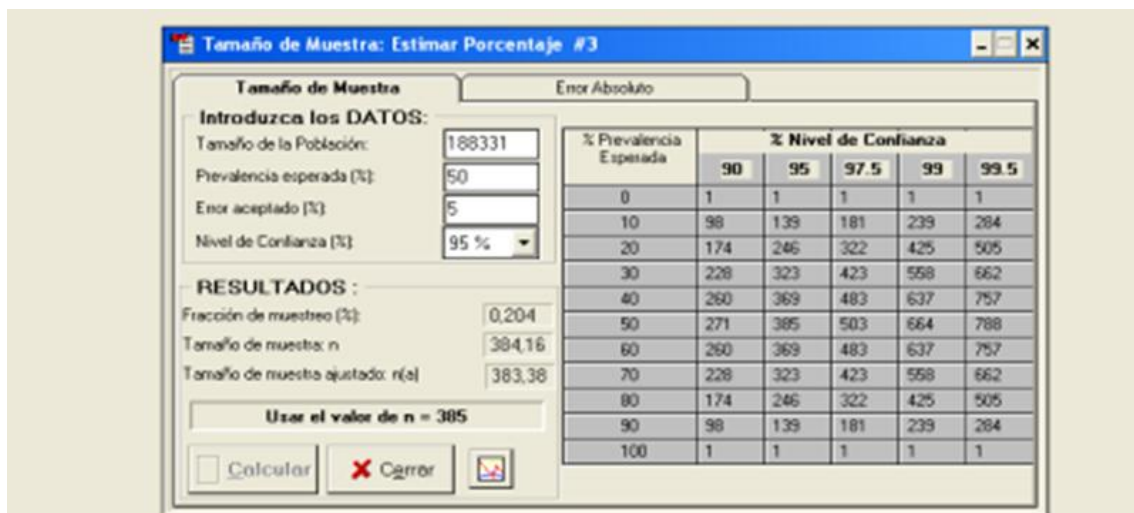 Tamaño de Muestra: Estimar Porcentaje #3
Tamaño de Muestra
Error Absoluto
Introduzca los DATOS:
Tamaño de la Población: 188331
Prevalencia esperada (%): 50
Error aceptado (%): 5
Nivel de Confianza (%): 95 %
RESULTADOS :
Fracción de muestreo (%): 0,204
Tamaño de muestra: n 384,16
Tamaño de muestra ajustado: n(a) 383,38
Usar el valor de n = 385
Calcular Cerrar
% Prevalencia Esperada % Nivel de Confianza
90 95 97.5 99 99.5
0 1 1 1 1 1
10 98 139 181 239 284
20 174 246 322 425 505
30 228 323 423 558 662
40 260 369 483 637 757
50 271 385 503 664 788
60 260 369 483 637 757
70 228 323 423 558 662
80 174 246 322 425 505
90 98 139 181 239 284
100 1 1 1 1 1